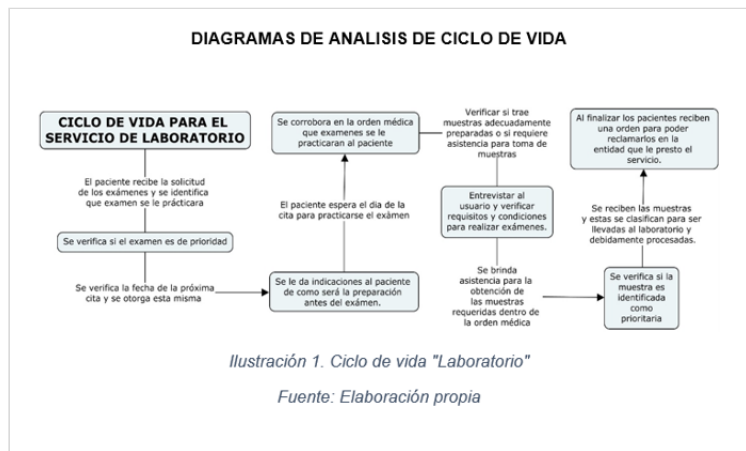 DIAGRAMAS DE ANALISIS DE CICLO DE VIDA
CICLO DE VIDA PARA EL
SERVICIO DE LABORATORIO
El paciente recibe la solicitud
de los exámenes y se identifica
que examen se le prácticara
Se verifica si el examen es de prioridad
Se verifica la fecha de la próxima
cita y se otorga esta misma
Se le da indicaciones al paciente
de como será la preparación
antes del exámen.
El paciente espera el dia de la
cita para practicarse el exàmen
Se corrobora en la orden médica
que examenes se le
practicaran al paciente
Verificar si trae
muestras adecuadamente
preparadas o si requiere
asistencia para toma de
muestras
Entrevistar al
usuario y verificar
requisitos y condiciones
para realizar exámenes.
Se brinda
asistencia para la
obtención de
las muestras
requeridas dentro de
la orden médica
Se verifica si la
muestra es
identificada
como
prioritaria
Se reciben las muestras
y estas se clasifican para ser
llevadas al laboratorio y
debidamente procesadas.
Al finalizar los pacientes reciben
una orden para poder
reclamarlos en la
entidad que le presto el
servicio.
Ilustración 1. Ciclo de vida "Laboratorio"
Fuente: Elaboración propia